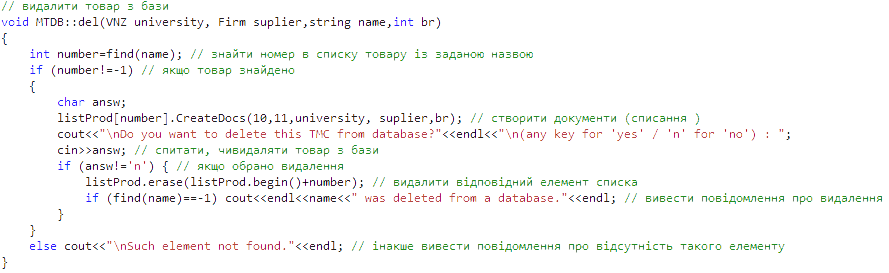 // видалити товар з бази
void MTDB::del(VNZ university, Firm suplier,string name,int br)
{
    int number=find(name); // знайти номер в списку товару із заданою назвою
    if (number!=-1) // якщо товар знайдено
    {
        char answ;
        listProd[number].CreateDocs(10,11,university, suplier,br); // створити документи (списання )
        cout<<"\nDo you want to delete this TMC from database?"<<endl<<"\n(any key for 'yes' / 'n' for 'no') : ";
        cin>>answ; // спитати, чивидаляти товар з бази
        if (answ!='n') { // якщо обрано видалення
            listProd.erase(listProd.begin()+number); // видалити відповідний елемент списка
            if (find(name)==-1) cout<<endl<<name<<" was deleted from a database."<<endl; // вивести повідомлення про видалення
        }
    }
    else cout<<"\nSuch element not found."<<endl; // інакше вивести повідомлення про відсутність такого елементу
}